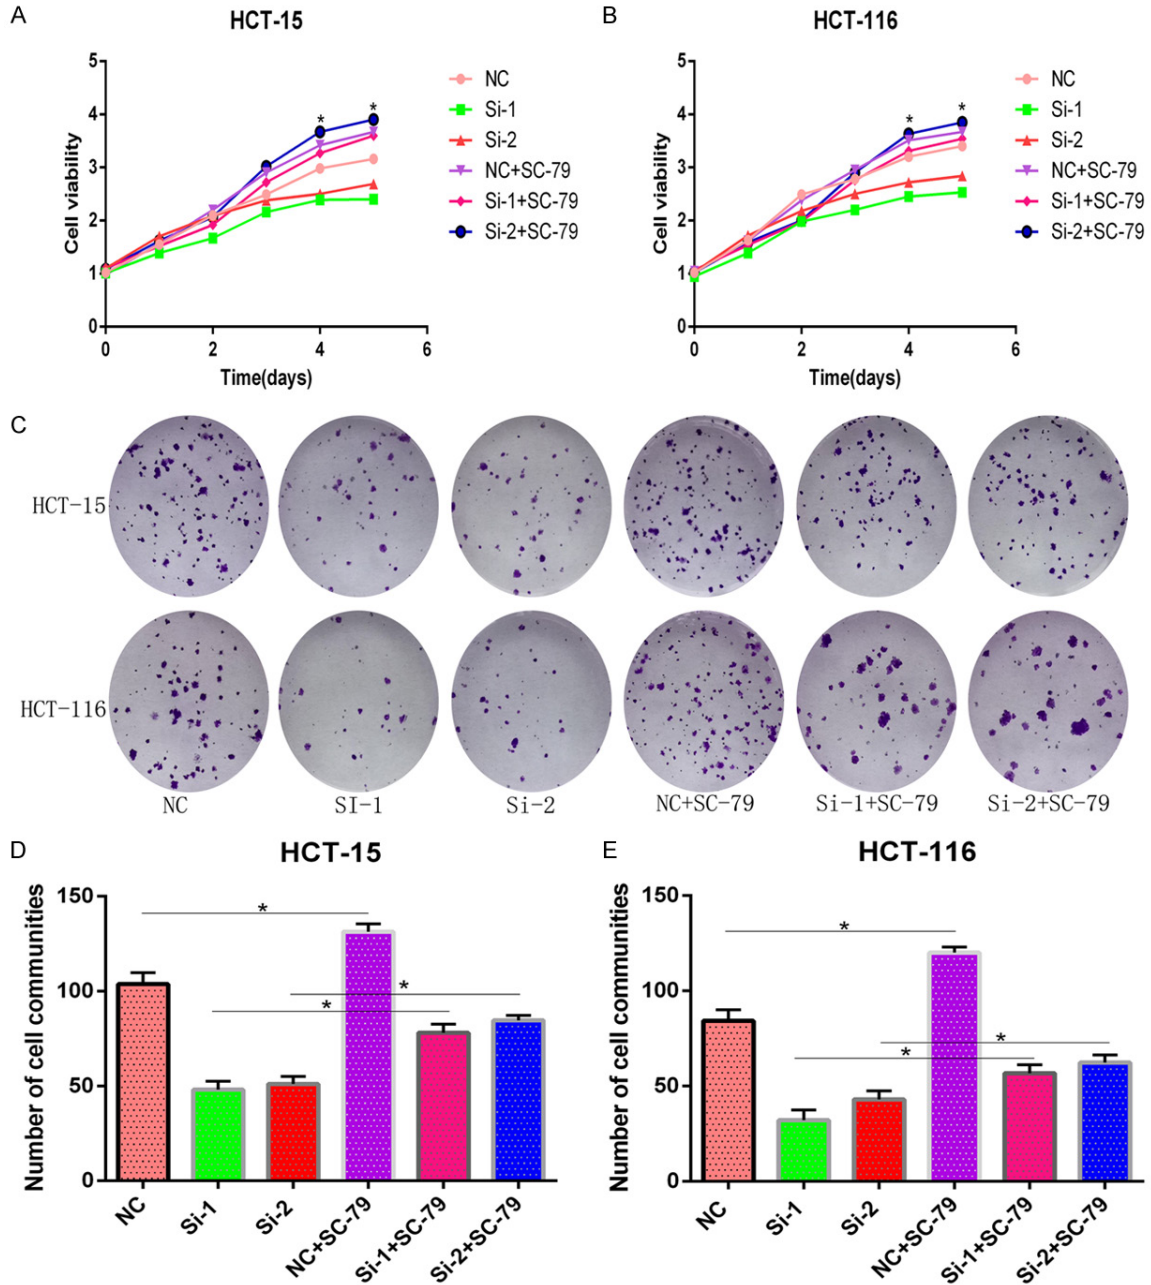 A
HCT-15
5
4
3
2
1
0
Cell viability
0
2
4
6
Time(days)
*
*
NC
Si-1
Si-2
NC+SC-79
Si-1+SC-79
Si-2+SC-79
B
HCT-116
5
4
3
2
1
0
Cell viability
0
2
4
6
Time(days)
*
*
NC
Si-1
Si-2
NC+SC-79
Si-1+SC-79
Si-2+SC-79
C
HCT-15
HCT-116
NC
SI-1
Si-2
NC+SC-79
Si-1+SC-79
Si-2+SC-79
D
HCT-15
150
100
50
0
Number of cell communities
*
*
*
NC
Si-1
Si-2
NC+SC-79
Si-1+SC-79
Si-2+SC-79
E
HCT-116
150
100
50
0
Number of cell communities
*
*
*
NC
Si-1
Si-2
NC+SC-79
Si-1+SC-79
Si-2+SC-79